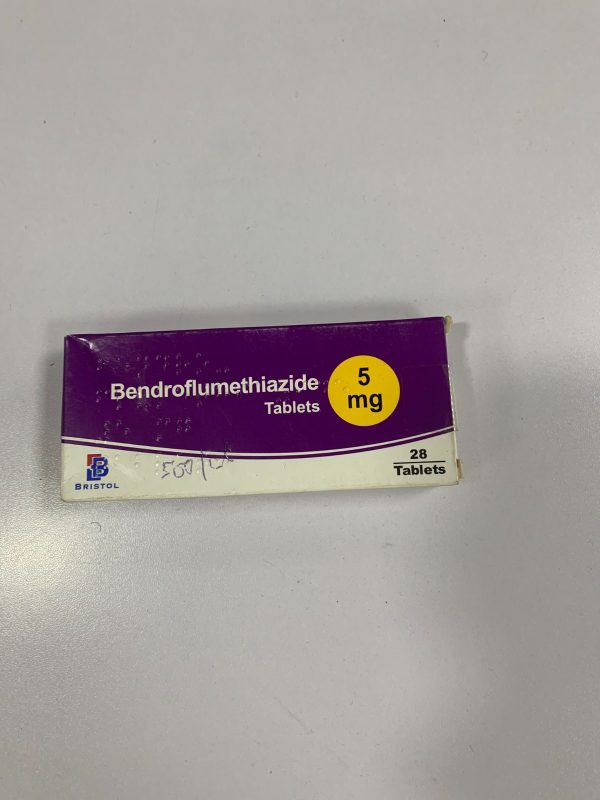 Bendroflumethiazide
Tablets
5
mg
28
Tablets
BRISTOL